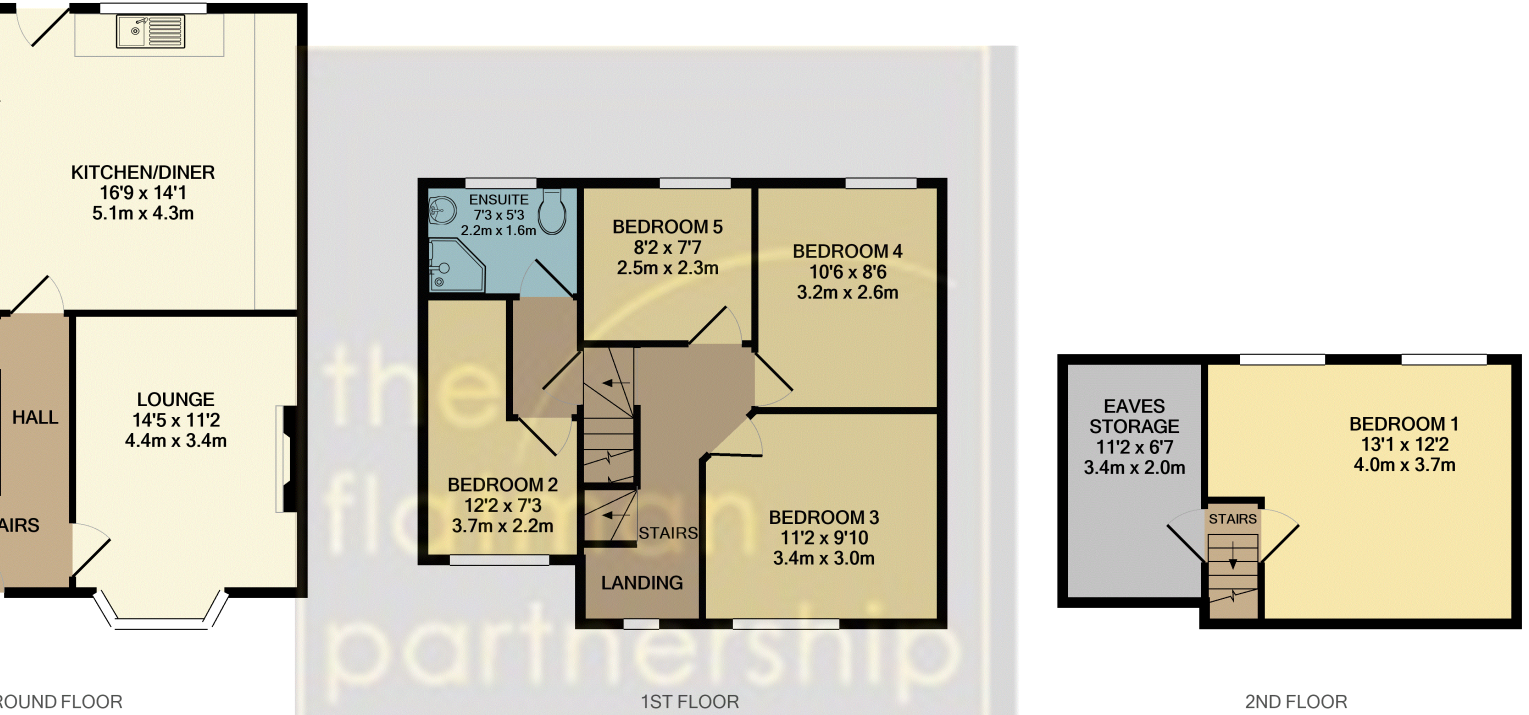 KITCHEN/DINER
16'9 x 14'1
5.1m x 4.3m
LOUNGE
14'5 x 11'2
4.4m x 3.4m
HALL
AIRS
ROUND FLOOR
ENSUITE
7'3 x 5'3
2.2m x 1.6m
BEDROOM 5
8'2 x 7'7
2.5m x 2.3m
BEDROOM 4
10'6 x 8'6
3.2m x 2.6m
BEDROOM 2
12'2 x 7'3
3.7m x 2.2m
STAIRS
LANDING
BEDROOM 3
11'2 x 9'10
3.4m x 3.0m
the
flatman
partnership
1ST FLOOR
EAVES
STORAGE
11'2 x 6'7
3.4m x 2.0m
BEDROOM 1
13'1 x 12'2
4.0m x 3.7m
STAIRS
2ND FLOOR